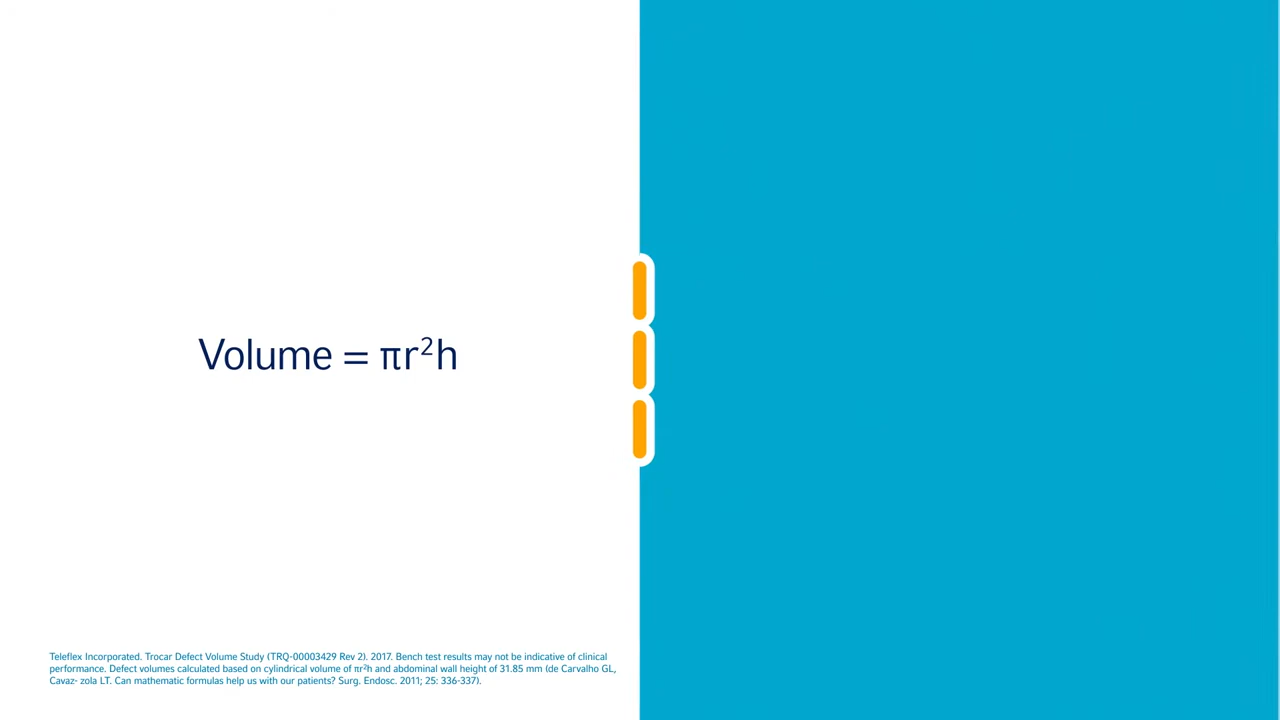 Volume = πr²h
Teleflex Incorporated. Trocar Defect Volume Study (TRQ-00003429 Rev 2). 2017. Bench test results may not be indicative of clinical
performance. Defect volumes calculated based on cylindrical volume of πr²h and abdominal wall height of 31.85 mm (de Carvalho GL,
Cavaz- zola LT. Can mathematic formulas help us with our patients? Surg. Endosc. 2011; 25: 336-337).